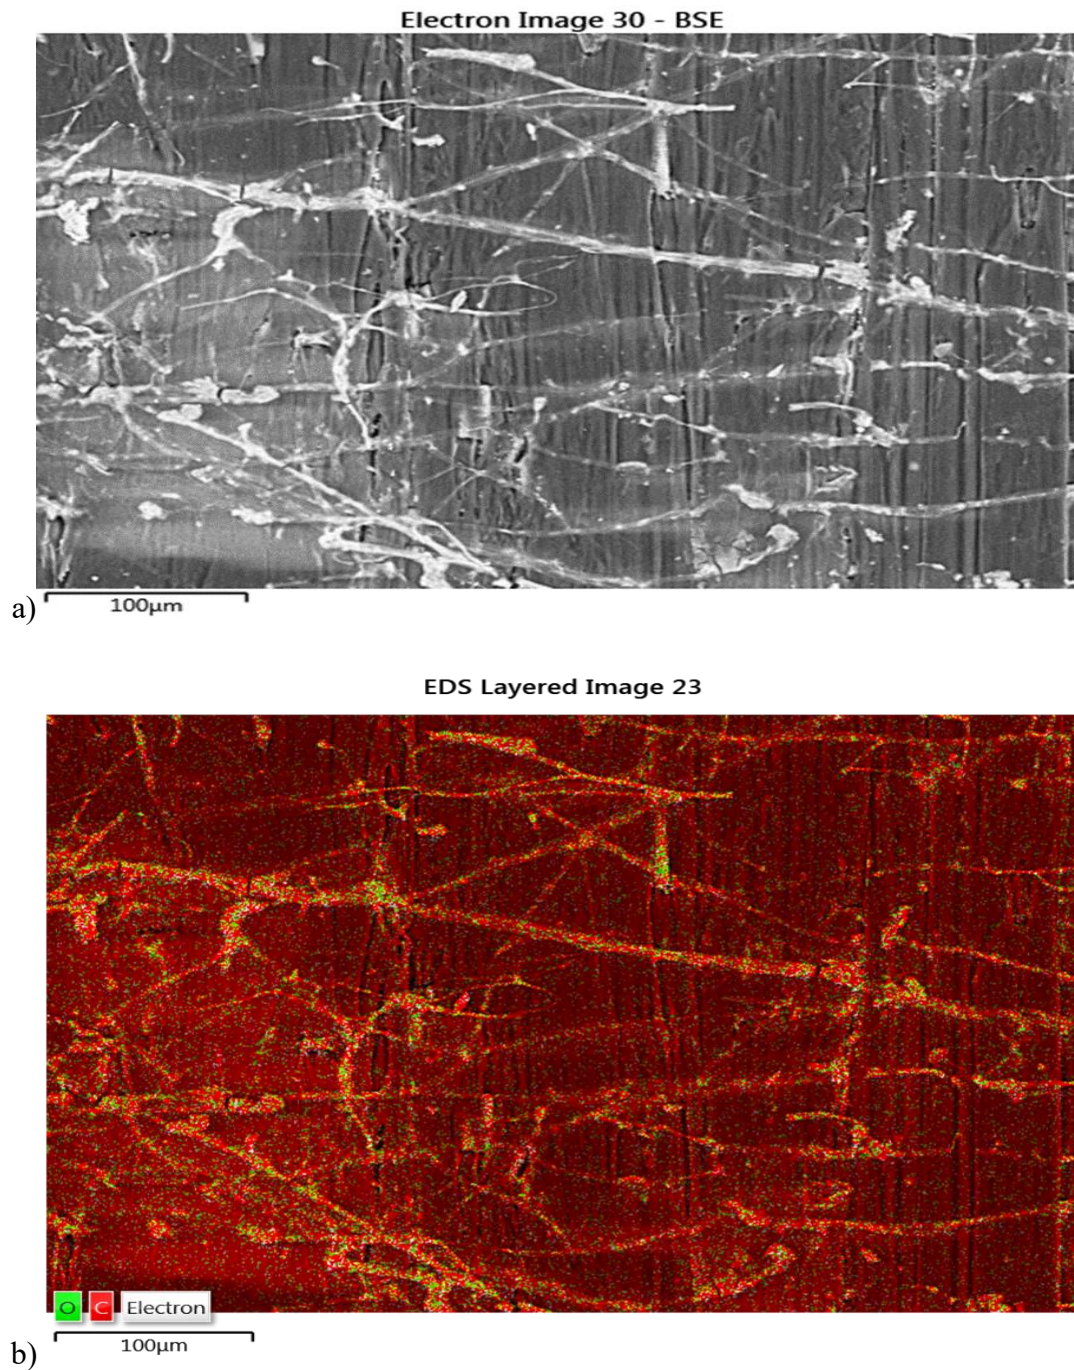 Electron Image 30 - BSE
a)
100μm
EDS Layered Image 23
O C Electron
b)
100μm